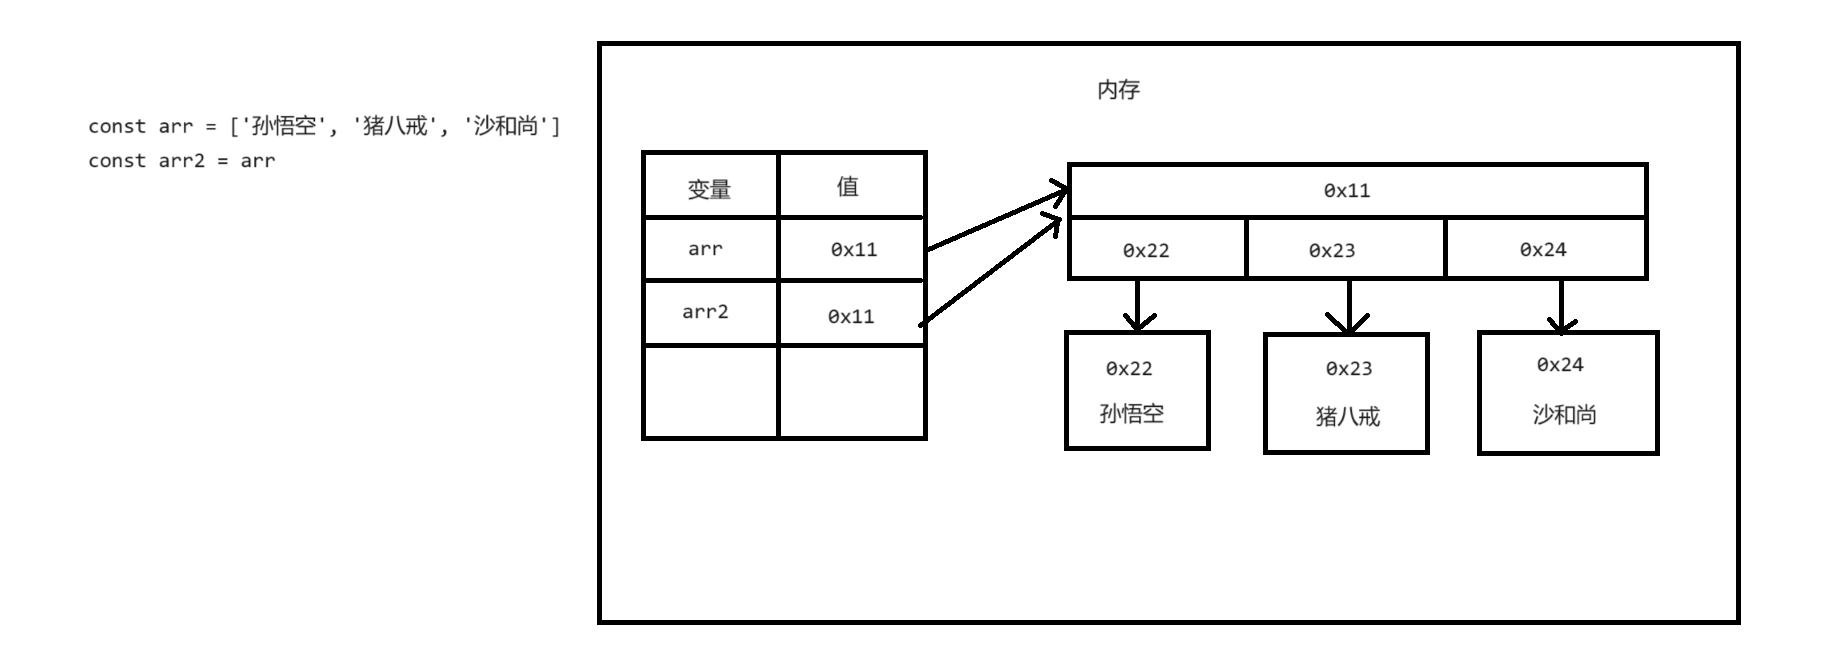 const arr = ['孙悟空', '猪八戒', '沙和尚']
const arr2 = arr
内存
变量 值
arr 0x11
arr2 0x11
0x11
0x22 0x23 0x24
0x22
孙悟空
0x23
猪八戒
0x24
沙和尚